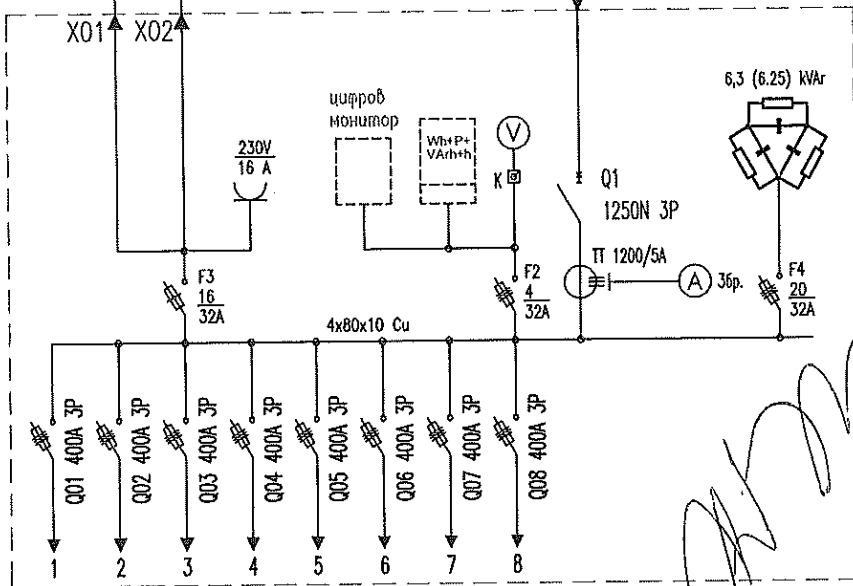 X01 X02
6,3 (6.25) kVAr
цифров
монитор
Wh+P+
VArh+h
V
230V
16 A
K
Q1
1250N 3P
ТТ 1200/5A
A
3бр.
F3
16
32A
F2
4
32A
F4
20
32A
4x80x10 Cu
Q01 400A 3P
Q02 400A 3P
Q03 400A 3P
Q04 400A 3P
Q05 400A 3P
Q06 400A 3P
Q07 400A 3P
Q08 400A 3P
1 2 3 4 5 6 7 8